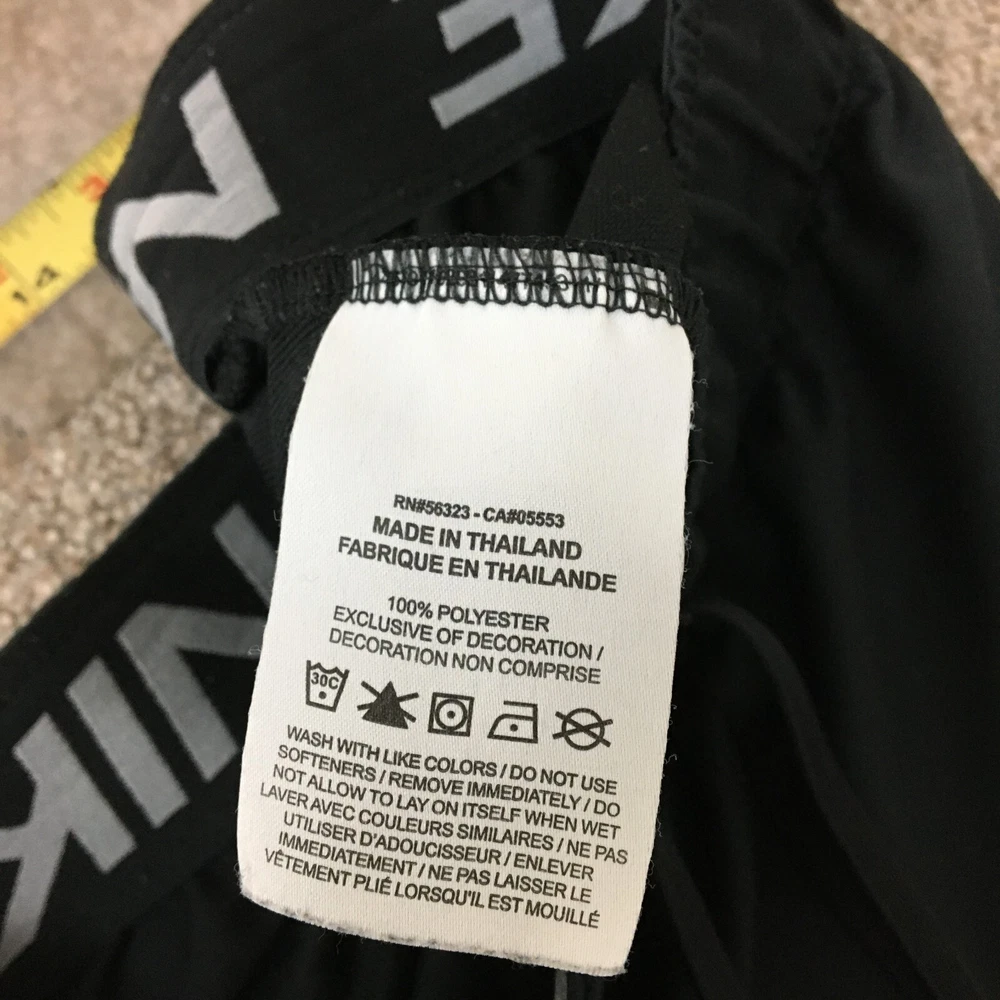 KE
N
3
14
NIK
RN#56323 - CA#05553
MADE IN THAILAND
FABRIQUE EN THAILANDE
100% POLYESTER
EXCLUSIVE OF DECORATION /
DECORATION NON COMPRISE
30C
WASH WITH LIKE COLORS / DO NOT USE
SOFTENERS / REMOVE IMMEDIATELY / DO
NOT ALLOW TO LAY ON ITSELF WHEN WET
LAVER AVEC COULEURS SIMILAIRES / NE PAS
UTILISER D'ADOUCISSEUR / ENLEVER
IMMEDIATEMENT / NE PAS LAISSER LE
VÊTEMENT PLIÉ LORSQU'IL EST MOUILLÉ